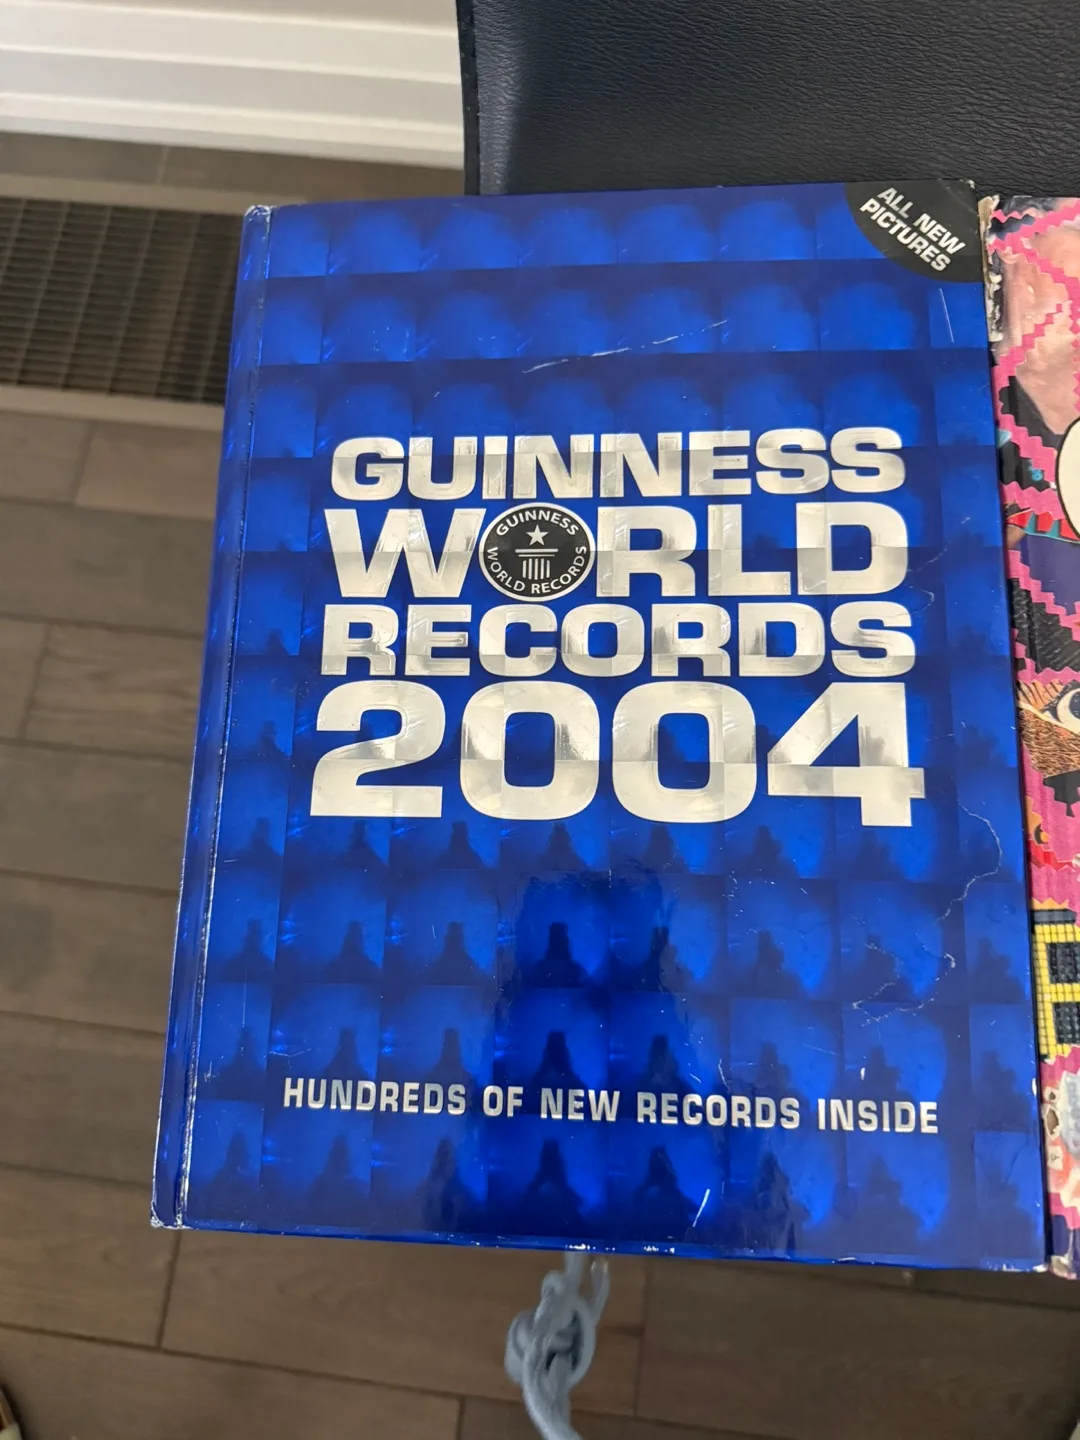 ALL NEW
PICTURES
GUINNESS
WORLD
GUINNESS
WORLD RECORDS
RECORDS
2004
HUNDREDS OF NEW RECORDS INSIDE